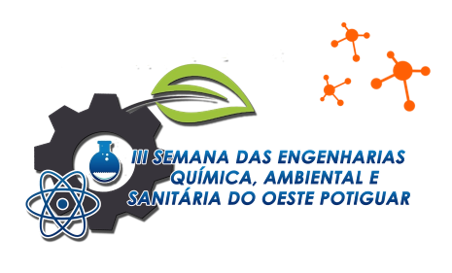 III SEMANA DAS ENGENHARIAS
QUÍMICA, AMBIENTAL E
SANITÁRIA DO OESTE POTIGUAR